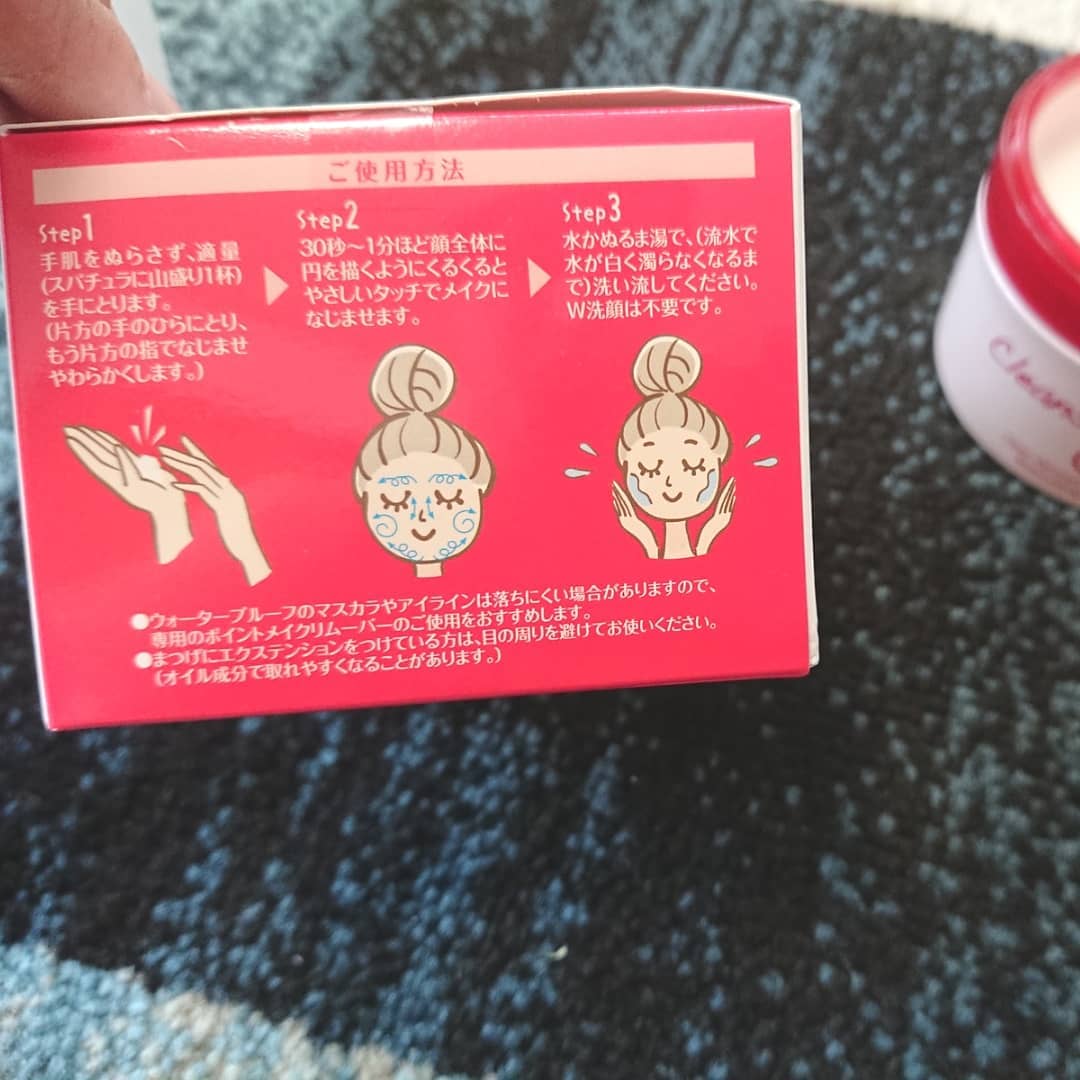 ご使用方法
Step1
手肌をぬらさず、適量
(スパチュラに山盛り1杯)
を手にとります。
(片方の手のひらにとり、
もう片方の指でなじませ
やわらかくします。)
Step2
30秒～1分ほど顔全体に
円を描くようにくるくると
やさしいタッチでメイクに
なじませます。
Step3
水かぬるま湯で、(流水で
水が白く濁らなくなるま
で)洗い流してください。
W洗顔は不要です。
●ウォータープルーフのマスカラやアイラインは落ちにくい場合がありますので、
専用のポイントメイクリムーバーのご使用をおすすめします。
●まつげにエクステンションをつけている方は、目の周りを避けてお使いください。
(オイル成分で取れやすくなることがあります。)